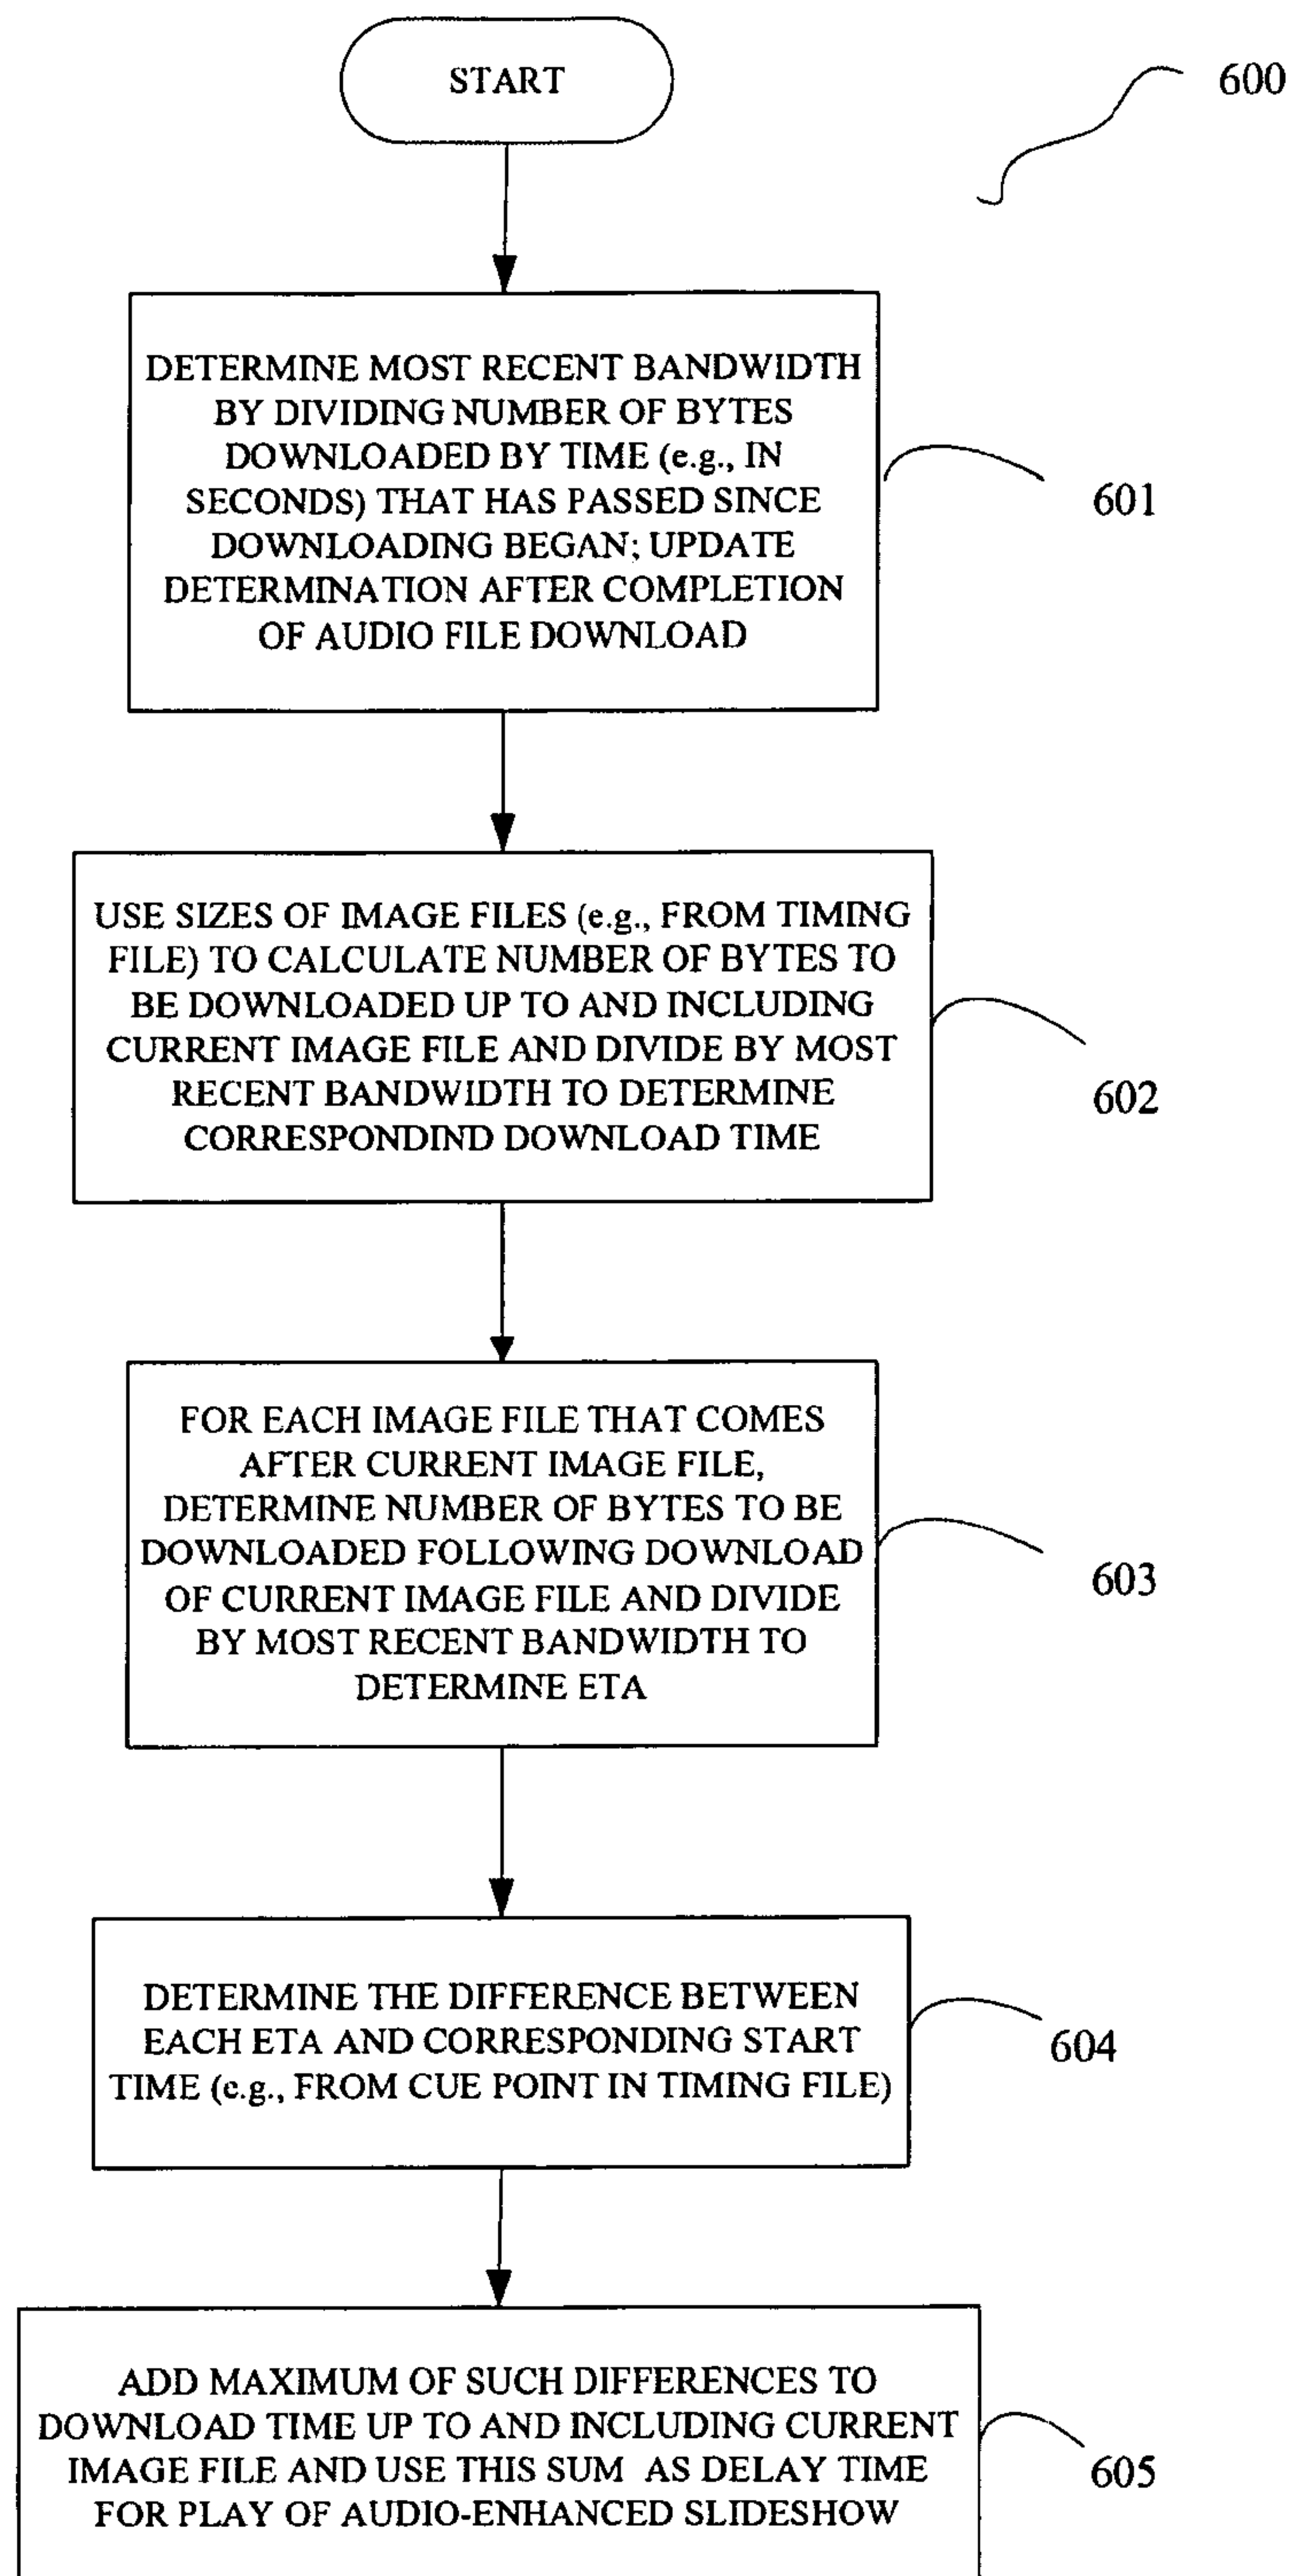 START
600
DETERMINE MOST RECENT BANDWIDTH
BY DIVIDING NUMBER OF BYTES
DOWNLOADED BY TIME (e.g., IN
SECONDS) THAT HAS PASSED SINCE
DOWNLOADING BEGAN; UPDATE
DETERMINATION AFTER COMPLETION
OF AUDIO FILE DOWNLOAD
601
USE SIZES OF IMAGE FILES (e.g., FROM TIMING
FILE) TO CALCULATE NUMBER OF BYTES TO
BE DOWNLOADED UP TO AND INCLUDING
CURRENT IMAGE FILE AND DIVIDE BY MOST
RECENT BANDWIDTH TO DETERMINE
CORRESPONDIND DOWNLOAD TIME
602
FOR EACH IMAGE FILE THAT COMES
AFTER CURRENT IMAGE FILE,
DETERMINE NUMBER OF BYTES TO BE
DOWNLOADED FOLLOWING DOWNLOAD
OF CURRENT IMAGE FILE AND DIVIDE
BY MOST RECENT BANDWIDTH TO
DETERMINE ETA
603
DETERMINE THE DIFFERENCE BETWEEN
EACH ETA AND CORRESPONDING START
TIME (e.g., FROM CUE POINT IN TIMING FILE)
604
ADD MAXIMUM OF SUCH DIFFERENCES TO
DOWNLOAD TIME UP TO AND INCLUDING CURRENT
IMAGE FILE AND USE THIS SUM AS DELAY TIME
FOR PLAY OF AUDIO-ENHANCED SLIDESHOW
605